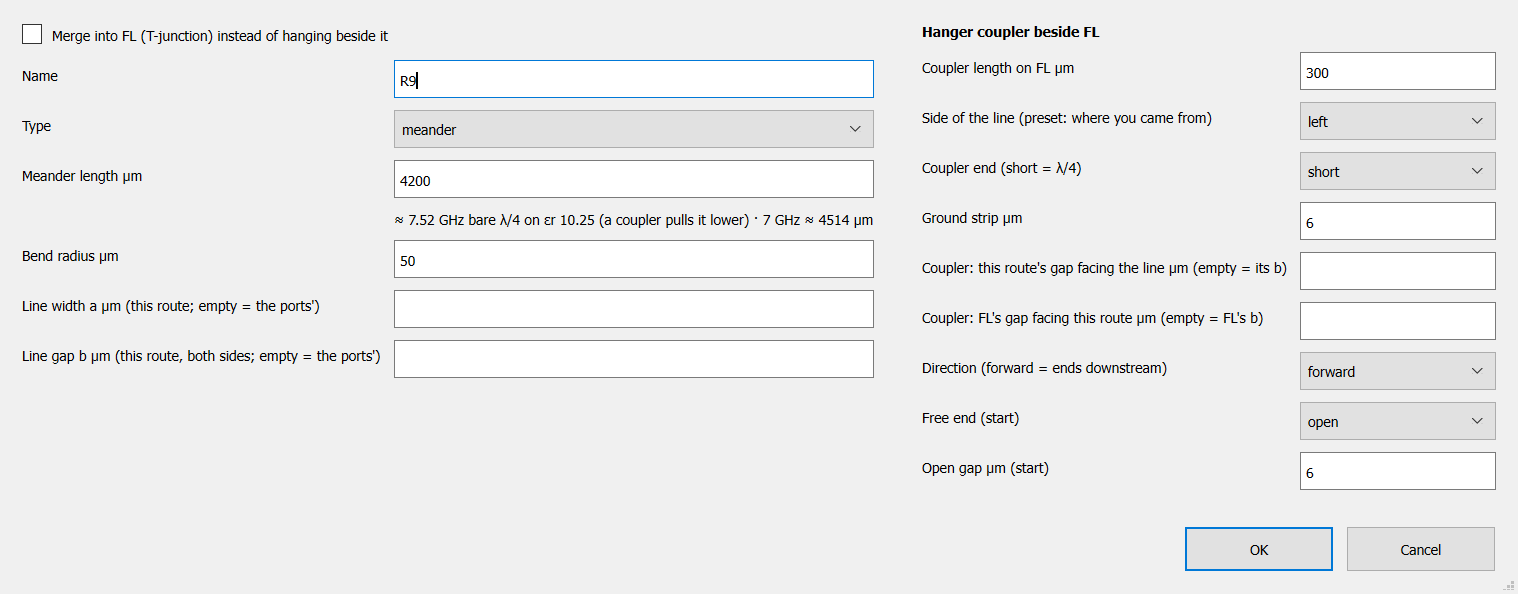 Merge into FL (T-junction) instead of hanging beside it
Name
R9
Type
meander
Meander length µm
4200
≈ 7.52 GHz bare λ/4 on εr 10.25 (a coupler pulls it lower) · 7 GHz ≈ 4514 µm
Bend radius µm
50
Line width a µm (this route; empty = the ports')
Line gap b µm (this route, both sides; empty = the ports')
Hanger coupler beside FL
Coupler length on FL µm
300
Side of the line (preset: where you came from)
left
Coupler end (short = λ/4)
short
Ground strip µm
6
Coupler: this route's gap facing the line µm (empty = its b)
Coupler: FL's gap facing this route µm (empty = FL's b)
Direction (forward = ends downstream)
forward
Free end (start)
open
Open gap µm (start)
6
OK
Cancel